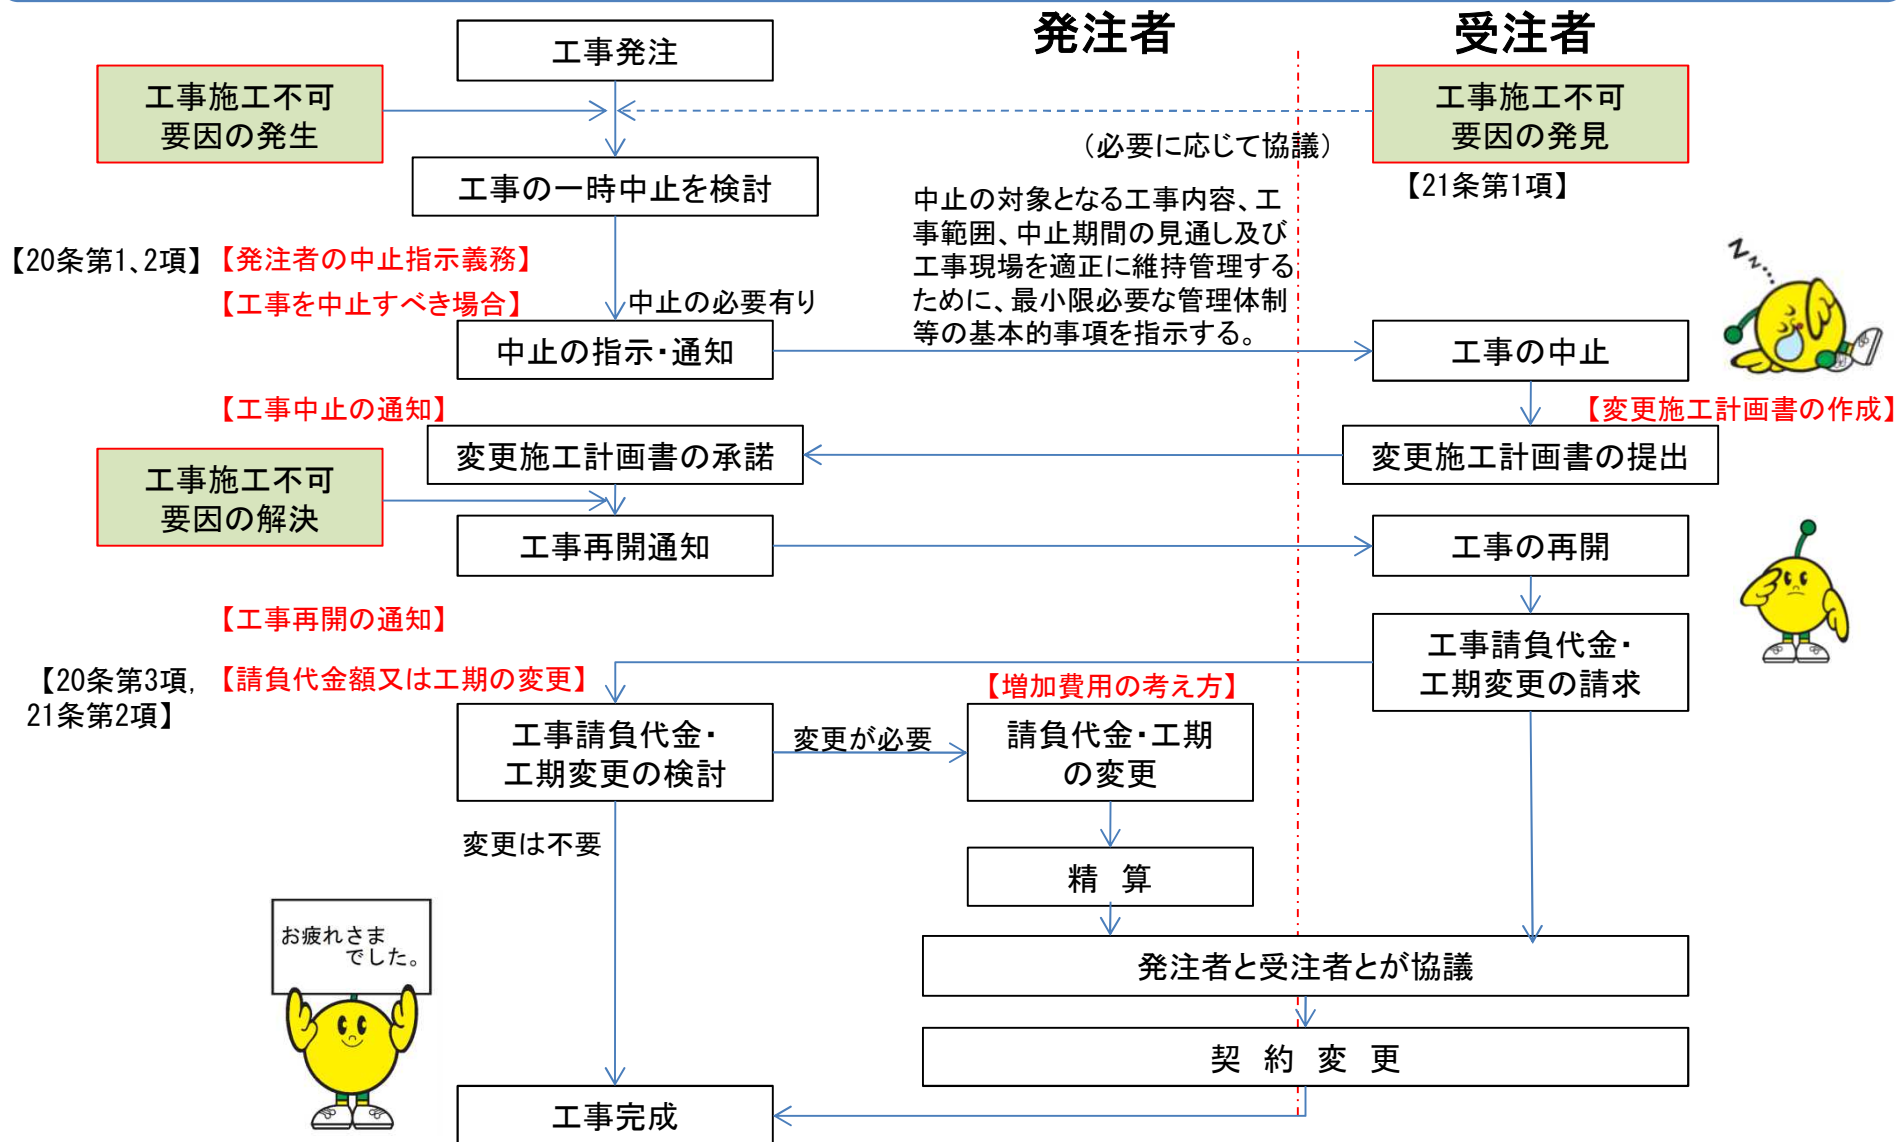 発注者
受注者
工事発注
工事施工不可
要因の発生
工事施工不可
要因の発見
(必要に応じて協議)
【21条第1項】
工事の一時中止を検討
中止の対象となる工事内容、工
事範囲、中止期間の見通し及び
工事現場を適正に維持管理する
ために、最小限必要な管理体制
等の基本的事項を指示する。
【20条第1、2項】
【発注者の中止指示義務】
【工事を中止すべき場合】
中止の必要有り
中止の指示・通知
工事の中止
ZZ...
【工事中止の通知】
【変更施工計画書の作成】
変更施工計画書の承諾
変更施工計画書の提出
工事施工不可
要因の解決
工事再開通知
工事の再開
【工事再開の通知】
工事請負代金・
工期変更の請求
【20条第3項,
21条第2項】
【請負代金額又は工期の変更】
【増加費用の考え方】
工事請負代金・
工期変更の検討
変更が必要
請負代金・工期
の変更
変更は不要
精 算
お疲れさま
でした。
発注者と受注者とが協議
契 約 変 更
工事完成